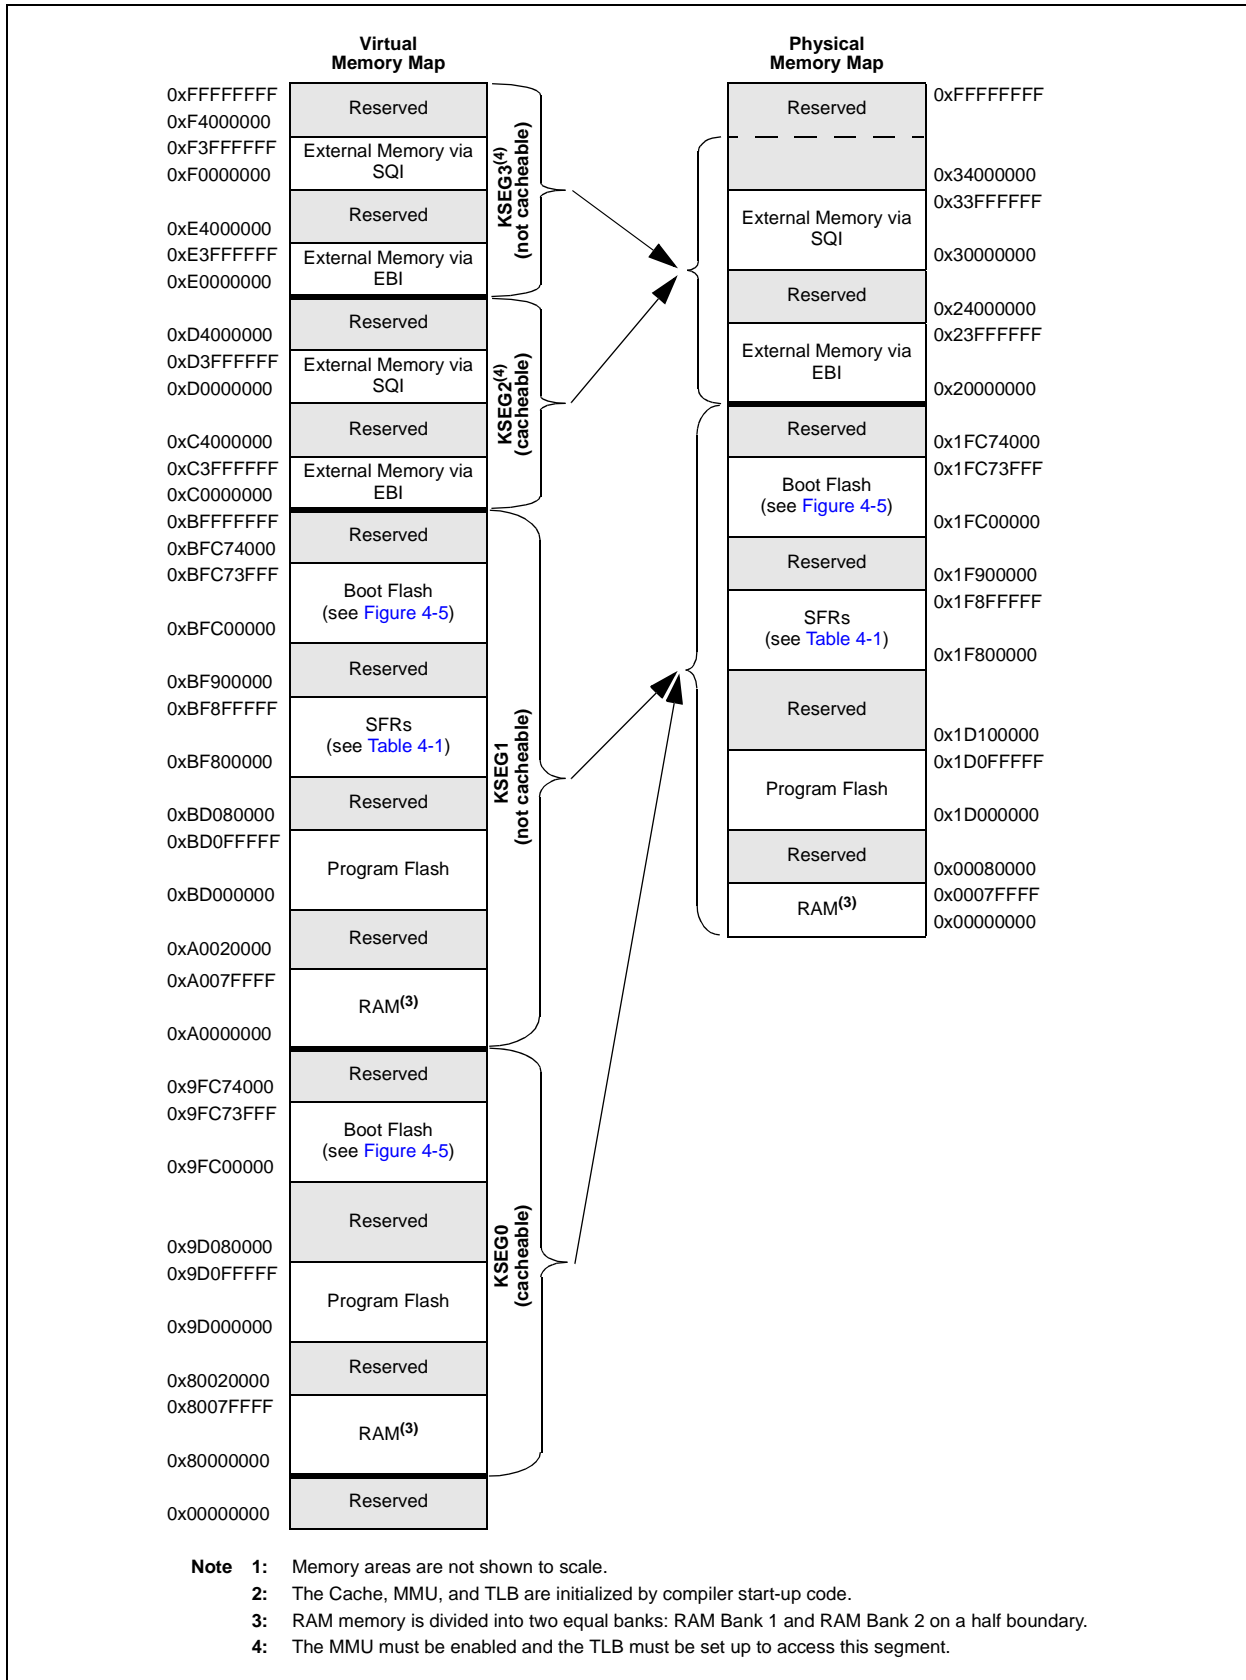 Virtual
Memory Map
0xFFFFFFFF
Reserved
0xF4000000
0xF3FFFFFF
External Memory via
SQI
0xF0000000
Reserved
0xE4000000
0xE3FFFFFF
External Memory via
EBI
0xE0000000
KSEG3(4)
(not cacheable)
Reserved
0xD4000000
0xD3FFFFFF
External Memory via
SQI
0xD0000000
Reserved
0xC4000000
0xC3FFFFFF
External Memory via
EBI
0xC0000000
KSEG2(4)
(cacheable)
0xBFFFFFFF
Reserved
0xBFC74000
0xBFC73FFF
Boot Flash
(see Figure 4-5)
0xBFC00000
Reserved
0xBF900000
0xBF8FFFFF
SFRs
(see Table 4-1)
0xBF800000
Reserved
0xBD080000
0xBD0FFFFF
Program Flash
0xBD000000
Reserved
0xA0020000
0xA007FFFF
RAM(3)
0xA0000000
KSEG1
(not cacheable)
Reserved
0x9FC74000
0x9FC73FFF
Boot Flash
(see Figure 4-5)
0x9FC00000
Reserved
0x9D080000
0x9D0FFFFF
Program Flash
0x9D000000
Reserved
0x80020000
0x8007FFFF
RAM(3)
0x80000000
KSEG0
(cacheable)
Reserved
0x00000000
Physical
Memory Map
Reserved
0xFFFFFFFF
0x34000000
0x33FFFFFF
External Memory via
SQI
0x30000000
Reserved
0x24000000
0x23FFFFFF
External Memory via
EBI
0x20000000
Reserved
0x1FC74000
0x1FC73FFF
Boot Flash
(see Figure 4-5)
0x1FC00000
Reserved
0x1F900000
0x1F8FFFFF
SFRs
(see Table 4-1)
0x1F800000
Reserved
0x1D100000
0x1D0FFFFF
Program Flash
0x1D000000
Reserved
0x00080000
0x0007FFFF
RAM(3)
0x00000000
Note 1: Memory areas are not shown to scale.
2: The Cache, MMU, and TLB are initialized by compiler start-up code.
3: RAM memory is divided into two equal banks: RAM Bank 1 and RAM Bank 2 on a half boundary.
4: The MMU must be enabled and the TLB must be set up to access this segment.